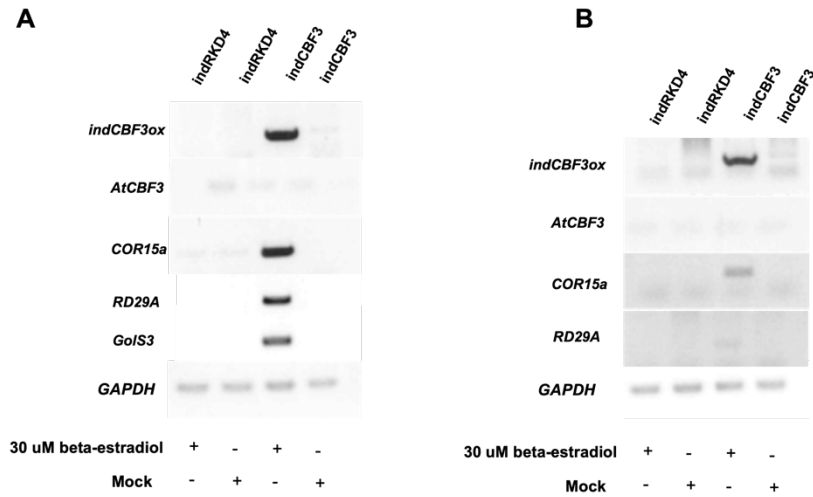 A
indRKD4 indRKD4 indCBF3 indCBF3
indCBF3ox
AtCBF3
COR15a
RD29A
GolS3
GAPDH
30 uM beta-estradiol + - + -
Mock - + - +
B
indRKD4 indRKD4 indCBF3 indCBF3
indCBF3ox
AtCBF3
COR15a
RD29A
GAPDH
30 uM beta-estradiol + - + -
Mock - + - +